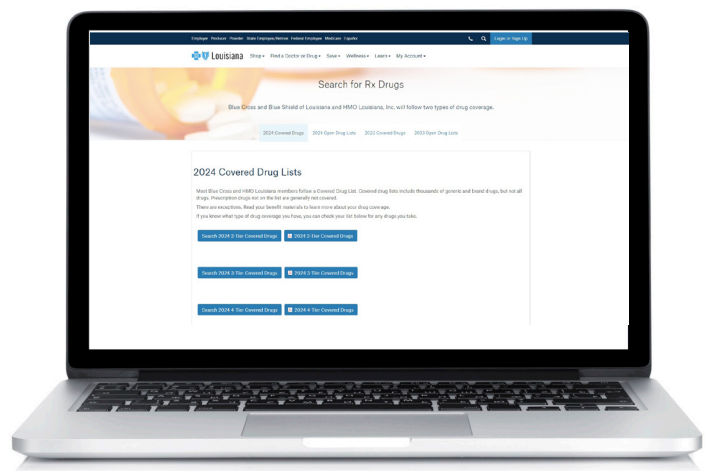 Employer Producer Provider State Employee/Retiree Federal Employee Medicare Español
Login or Sign Up
Louisiana Shop Find a Doctor or Drug Save Wellness Learn My Account
Search for Rx Drugs
Blue Cross and Blue Shield of Louisiana and HMO Louisiana, Inc. will follow two types of drug coverage.
2024 Covered Drugs 2024 Open Drug Lists 2023 Covered Drugs 2023 Open Drug Lists
2024 Covered Drug Lists
Most Blue Cross and HMO Louisiana members follow a Covered Drug List. Covered drug lists include thousands of generic and brand drugs, but not all
drugs. Prescription drugs not on the list are generally not covered.
There are exceptions. Read your benefit materials to learn more about your drug coverage.
If you know what type of drug coverage you have, you can check your list below for any drugs you take.
Search 2024 2-Tier Covered Drugs 2024 2-Tier Covered Drugs
Search 2024 3-Tier Covered Drugs 2024 3-Tier Covered Drugs
Search 2024 4-Tier Covered Drugs 2024 4-Tier Covered Drugs